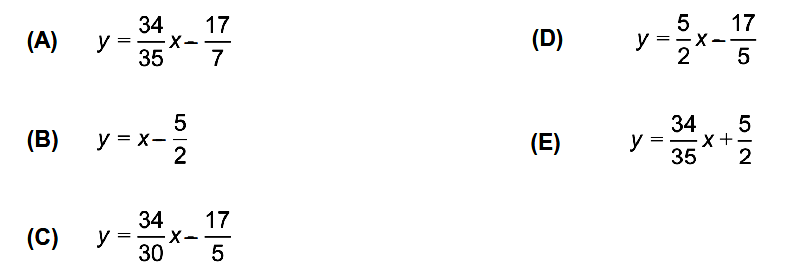 (A) y = 34/35 x − 17/7
(D) y = 5/2 x − 17/5
(B) y = x − 5/2
(E) y = 34/35 x + 5/2
(C) y = 34/30 x − 17/5